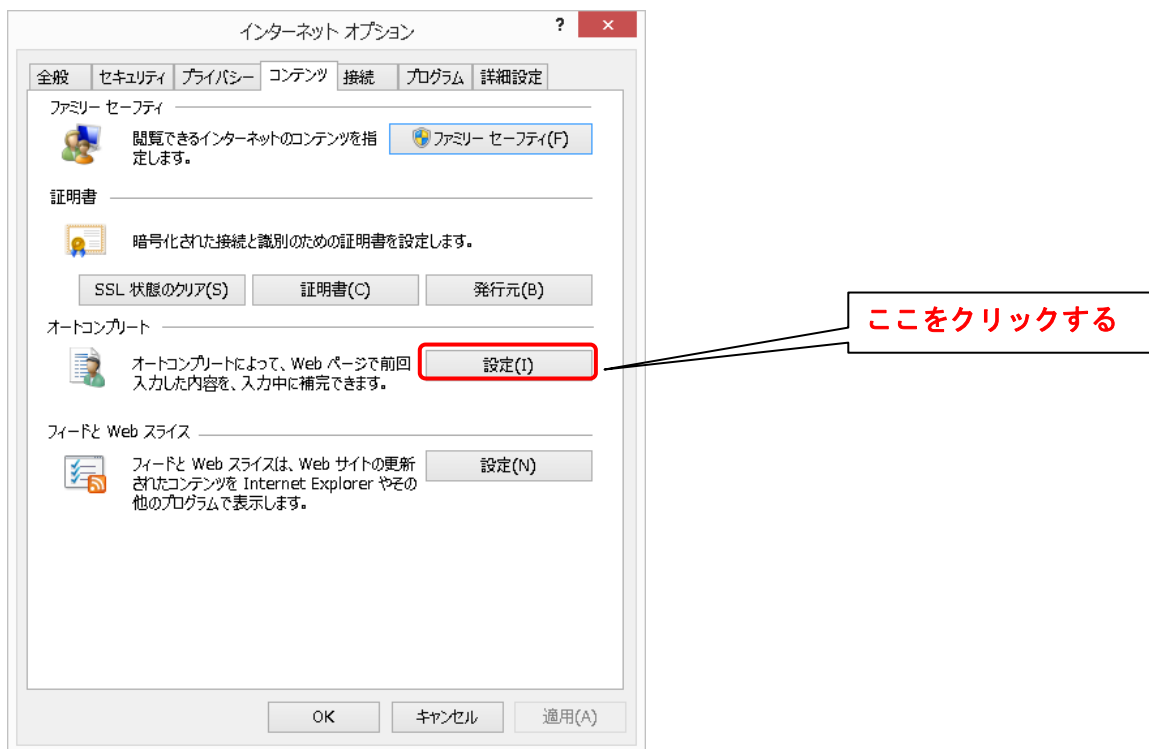 インターネット オプション
?
×
全般 セキュリティ プライバシー コンテンツ 接続 プログラム 詳細設定
ファミリー セーフティ
閲覧できるインターネットのコンテンツを指
定します。
ファミリー セーフティ(F)
証明書
暗号化された接続と識別のための証明書を設定します。
SSL 状態のクリア(S) 証明書(C) 発行元(B)
オートコンプリート
オートコンプリートによって、Web ページで前回
入力した内容を、入力中に補完できます。
設定(I)
ここをクリックする
フィードと Web スライス
フィードと Web スライスは、Web サイトの更新
されたコンテンツを Internet Explorer やその
他のプログラムで表示します。
設定(N)
OK キャンセル 適用(A)